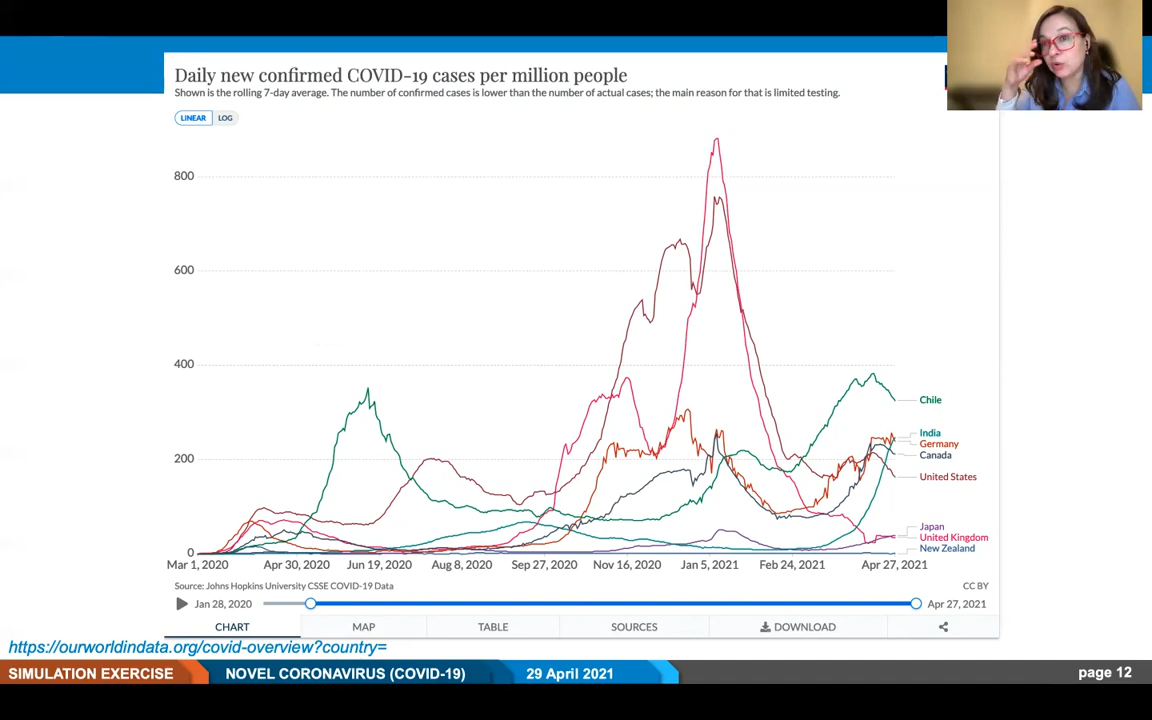 Daily new confirmed COVID-19 cases per million people
Shown is the rolling 7-day average. The number of confirmed cases is lower than the number of actual cases; the main reason for that is limited testing.
LINEAR LOG
800
600
400
200
0
Chile
India
Germany
Canada
United States
Japan
United Kingdom
New Zealand
Mar 1, 2020 Apr 30, 2020 Jun 19, 2020 Aug 8, 2020 Sep 27, 2020 Nov 16, 2020 Jan 5, 2021 Feb 24, 2021 Apr 27, 2021
Source: Johns Hopkins University CSSE COVID-19 Data CC BY
Jan 28, 2020 Apr 27, 2021
CHART MAP TABLE SOURCES DOWNLOAD
https://ourworldindata.org/covid-overview?country=
SIMULATION EXERCISE NOVEL CORONAVIRUS (COVID-19) 29 April 2021 page 12